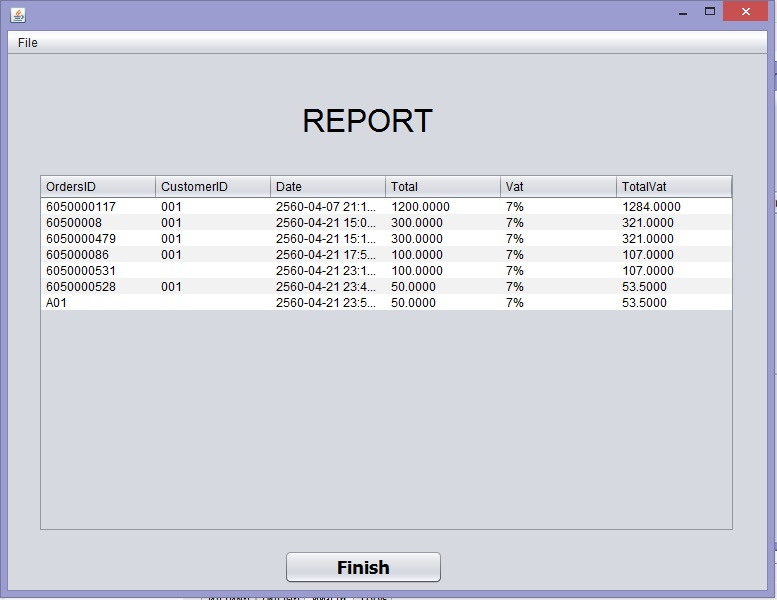 File
REPORT
OrdersID CustomerID Date Total Vat TotalVat
6050000117 001 2560-04-07 21:1... 1200.0000 7% 1284.0000
60500008 001 2560-04-21 15:0... 300.0000 7% 321.0000
6050000479 001 2560-04-21 15:1... 300.0000 7% 321.0000
605000086 001 2560-04-21 17:5... 100.0000 7% 107.0000
6050000531 2560-04-21 23:1... 100.0000 7% 107.0000
6050000528 001 2560-04-21 23:4... 50.0000 7% 53.5000
A01 2560-04-21 23:5... 50.0000 7% 53.5000
Finish